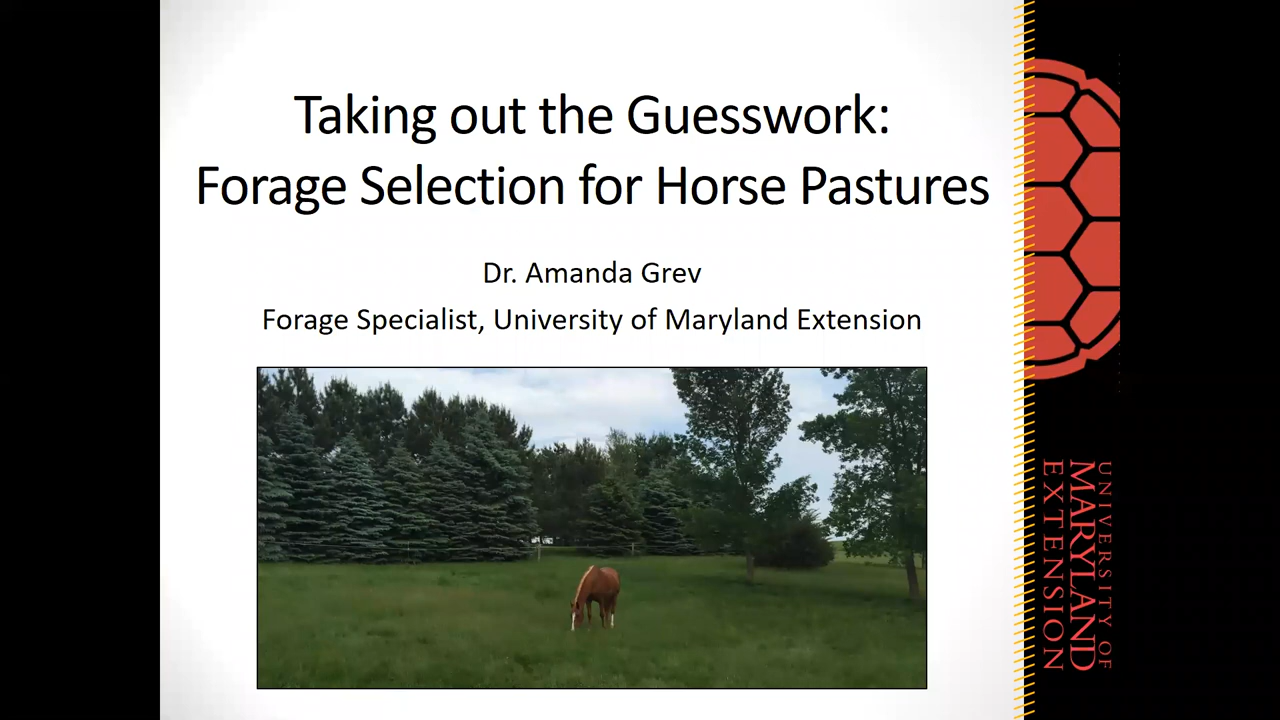 Taking out the Guesswork:
Forage Selection for Horse Pastures
Dr. Amanda Grev
Forage Specialist, University of Maryland Extension
UNIVERSITY OF
MARYLAND
EXTENSION